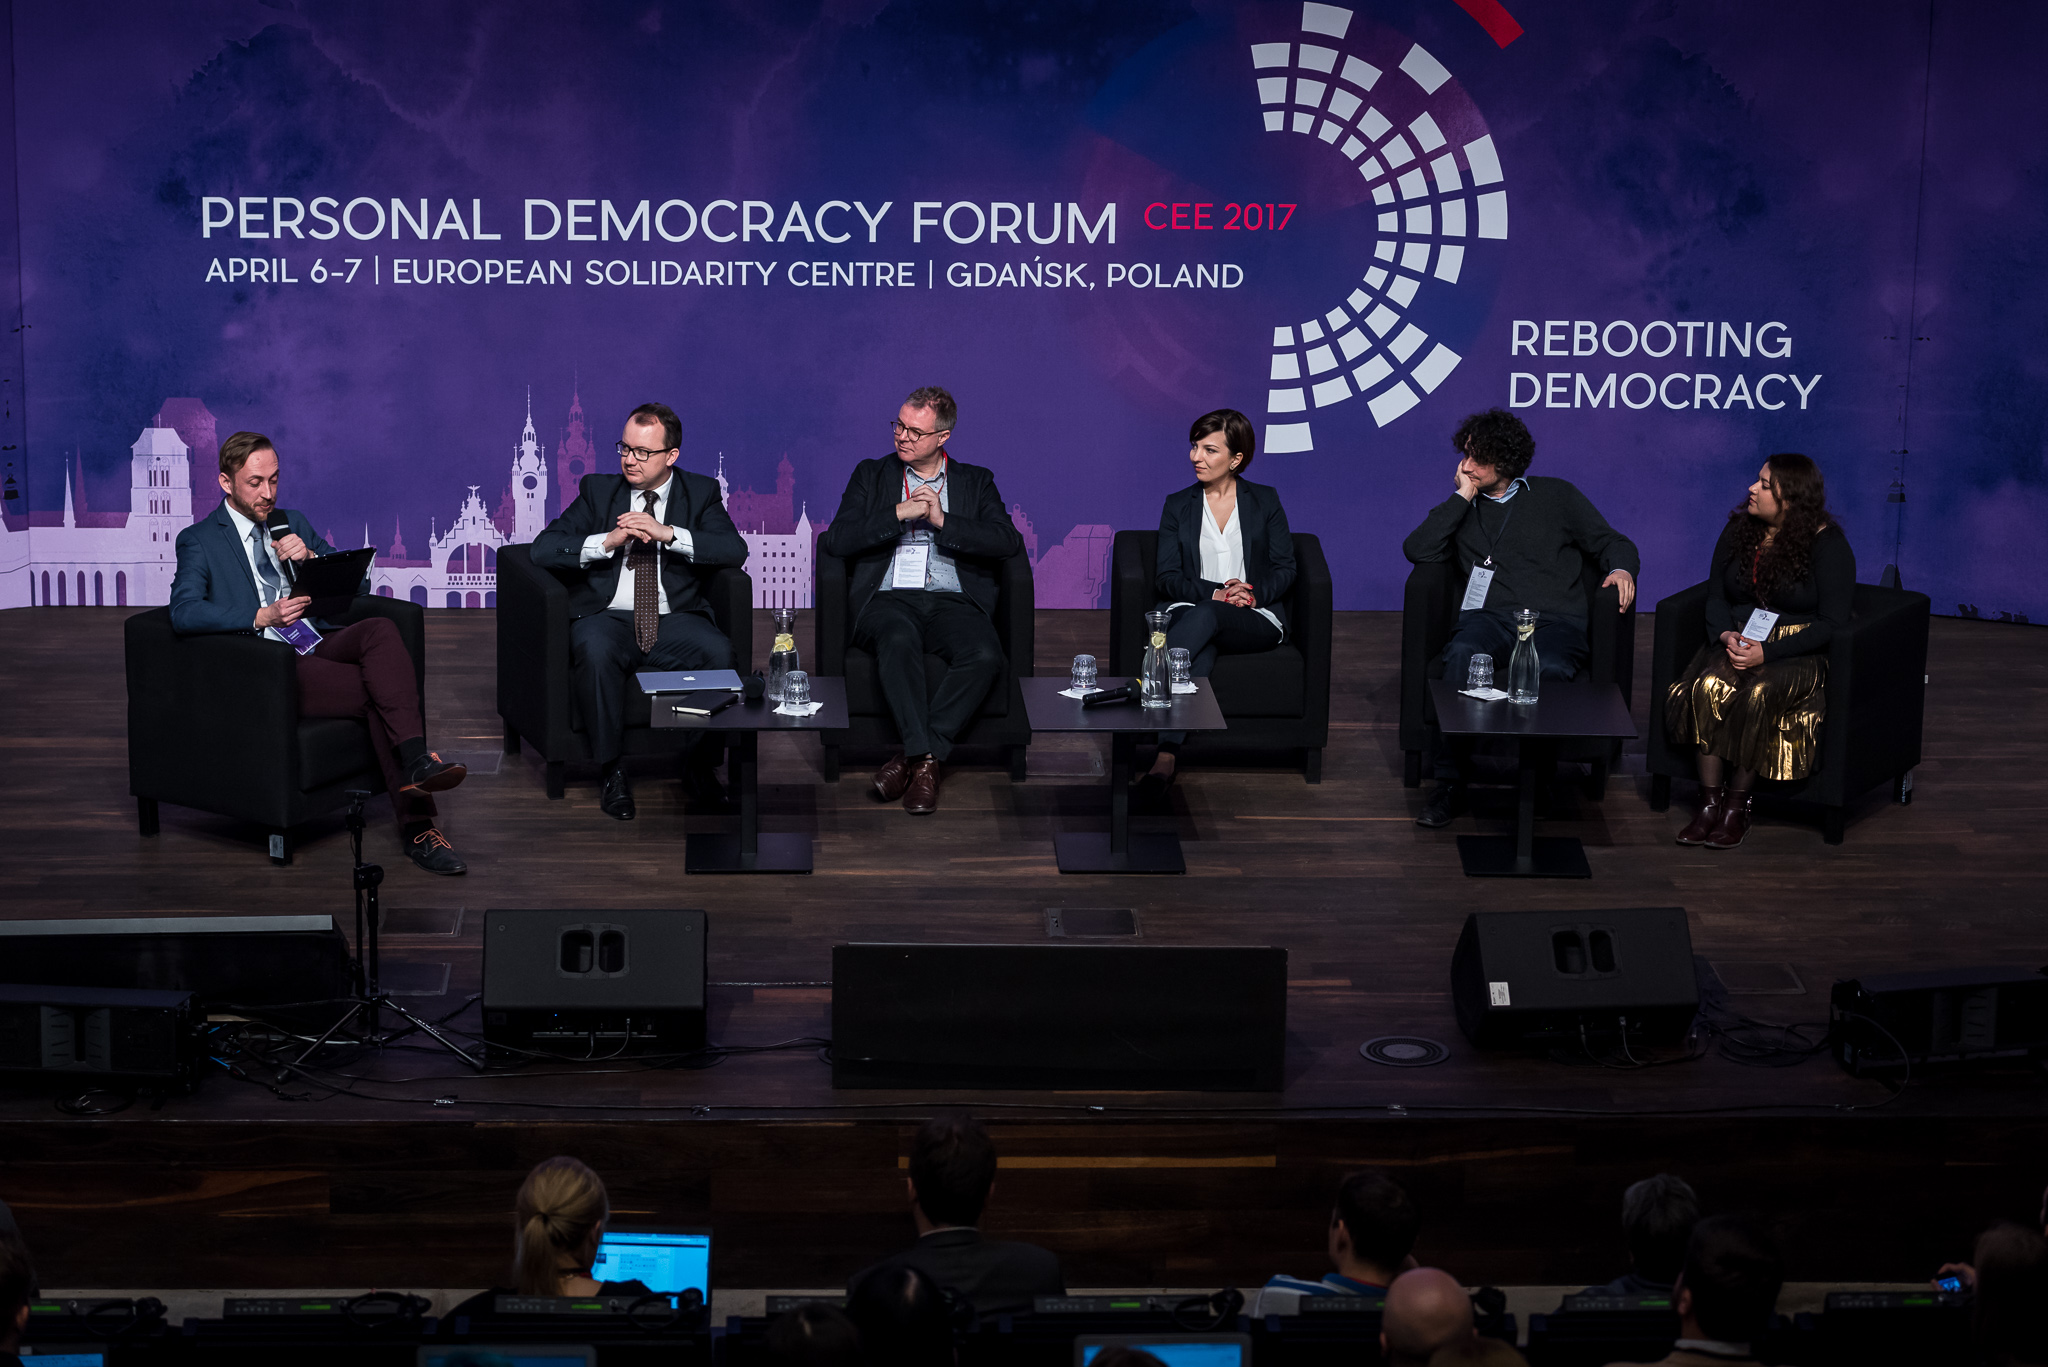 PERSONAL DEMOCRACY FORUM CEE 2017
APRIL 6-7 | EUROPEAN SOLIDARITY CENTRE | GDAŃSK, POLAND
REBOOTING
DEMOCRACY